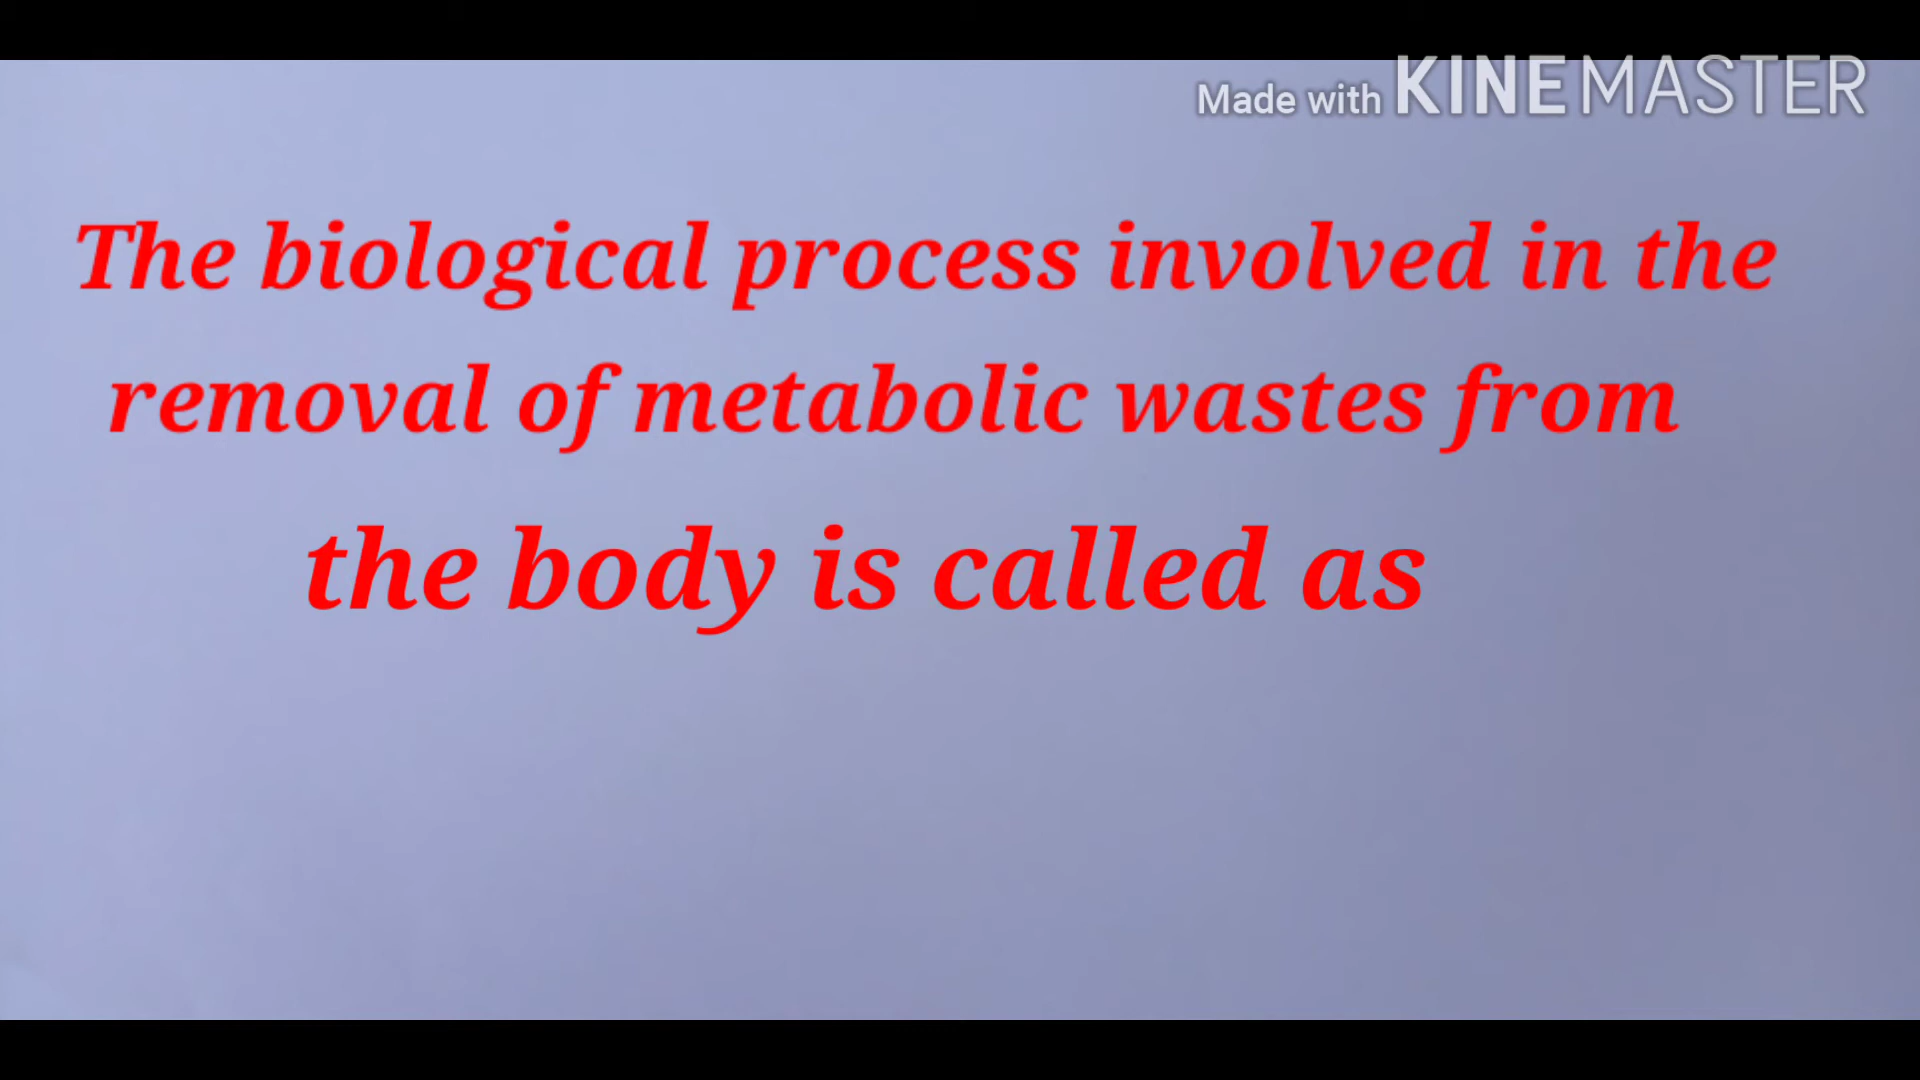 Made with KINEMASTER
The biological process involved in the
removal of metabolic wastes from
the body is called as